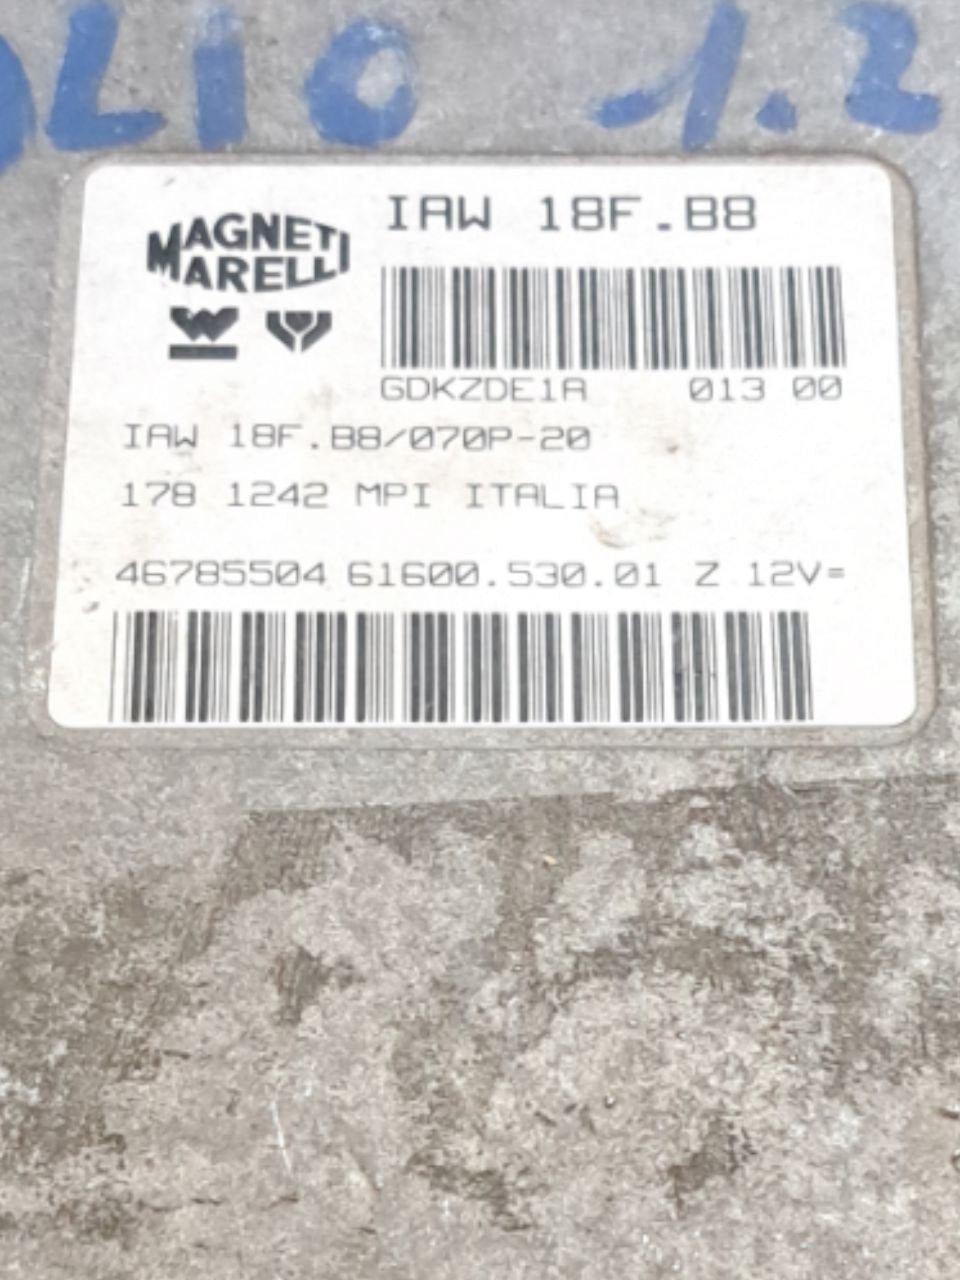 OLIO 1.2
MAGNETI
MARELLI
IAW 18F.B8
GDKZDE1A 013 00
IAW 18F.B8/070P-20
178 1242 MPI ITALIA
46785504 61600.530.01 Z 12V=